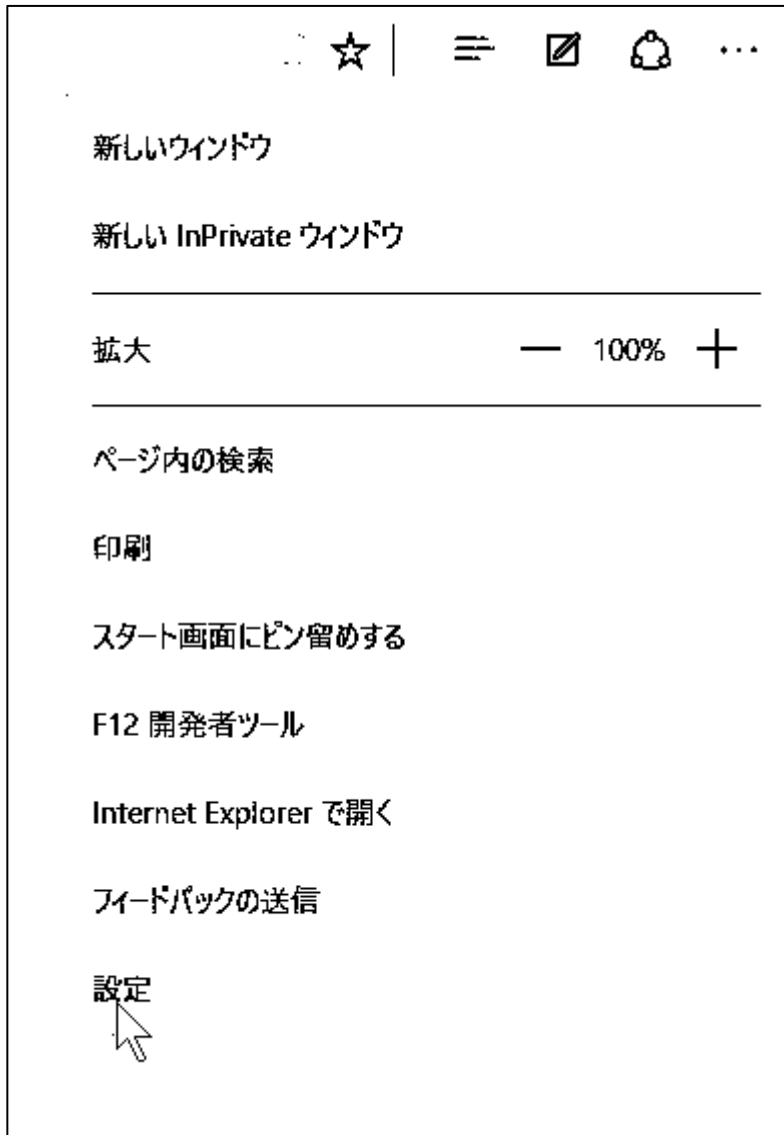 新しいウィンドウ
新しい InPrivate ウィンドウ
拡大 — 100% +
ページ内の検索
印刷
スタート画面にピン留めする
F12 開発者ツール
Internet Explorer で開く
フィードバックの送信
設定